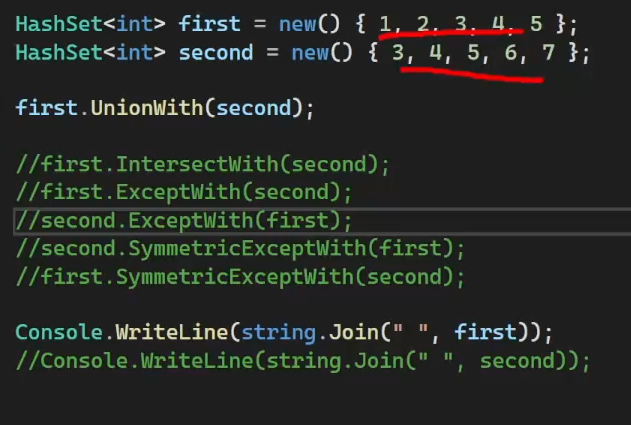 HashSet<int> first = new() { 1, 2, 3, 4, 5 };
HashSet<int> second = new() { 3, 4, 5, 6, 7 };
first.UnionWith(second);
//first.IntersectWith(second);
//first.ExceptWith(second);
//second.ExceptWith(first);
//second.SymmetricExceptWith(first);
//first.SymmetricExceptWith(second);
Console.WriteLine(string.Join(" ", first));
//Console.WriteLine(string.Join(" ", second));